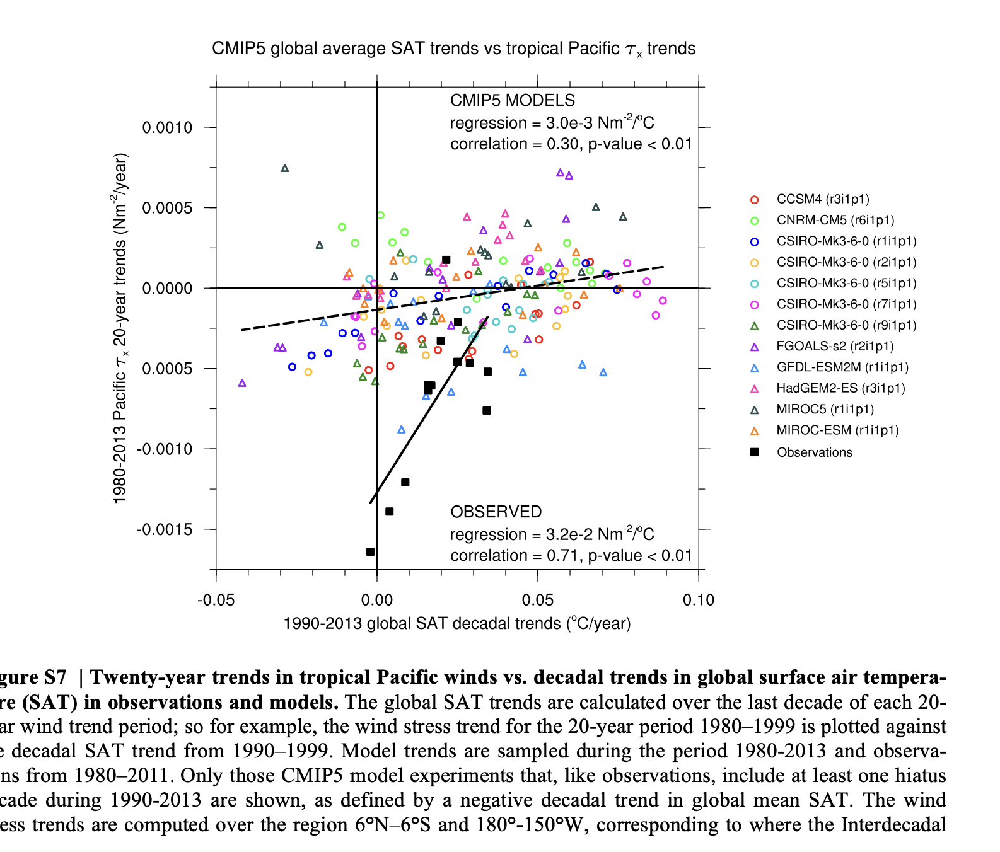 CMIP5 global average SAT trends vs tropical Pacific τx trends
CMIP5 MODELS
regression = 3.0e-3 Nm-2/oC
correlation = 0.30, p-value < 0.01
0.0010
0.0005
0.0000
0.0005
-0.0010
-0.0015
1980-2013 Pacific τx 20-year trends (Nm-2/year)
OBSERVED
regression = 3.2e-2 Nm-2/oC
correlation = 0.71, p-value < 0.01
-0.05 0.00 0.05 0.10
1990-2013 global SAT decadal trends (oC/year)
CCSM4 (r3i1p1)
CNRM-CM5 (r6i1p1)
CSIRO-Mk3-6-0 (r1i1p1)
CSIRO-Mk3-6-0 (r2i1p1)
CSIRO-Mk3-6-0 (r5i1p1)
CSIRO-Mk3-6-0 (r7i1p1)
CSIRO-Mk3-6-0 (r9i1p1)
FGOALS-s2 (r2i1p1)
GFDL-ESM2M (r1i1p1)
HadGEM2-ES (r3i1p1)
MIROC5 (r1i1p1)
MIROC-ESM (r1i1p1)
Observations
gure S7 | Twenty-year trends in tropical Pacific winds vs. decadal trends in global surface air tempera-
re (SAT) in observations and models. The global SAT trends are calculated over the last decade of each 20-
ar wind trend period; so for example, the wind stress trend for the 20-year period 1980–1999 is plotted against
e decadal SAT trend from 1990–1999. Model trends are sampled during the period 1980-2013 and observa-
ns from 1980–2011. Only those CMIP5 model experiments that, like observations, include at least one hiatus
cade during 1990-2013 are shown, as defined by a negative decadal trend in global mean SAT. The wind
ess trends are computed over the region 6°N–6°S and 180°-150°W, corresponding to where the Interdecadal